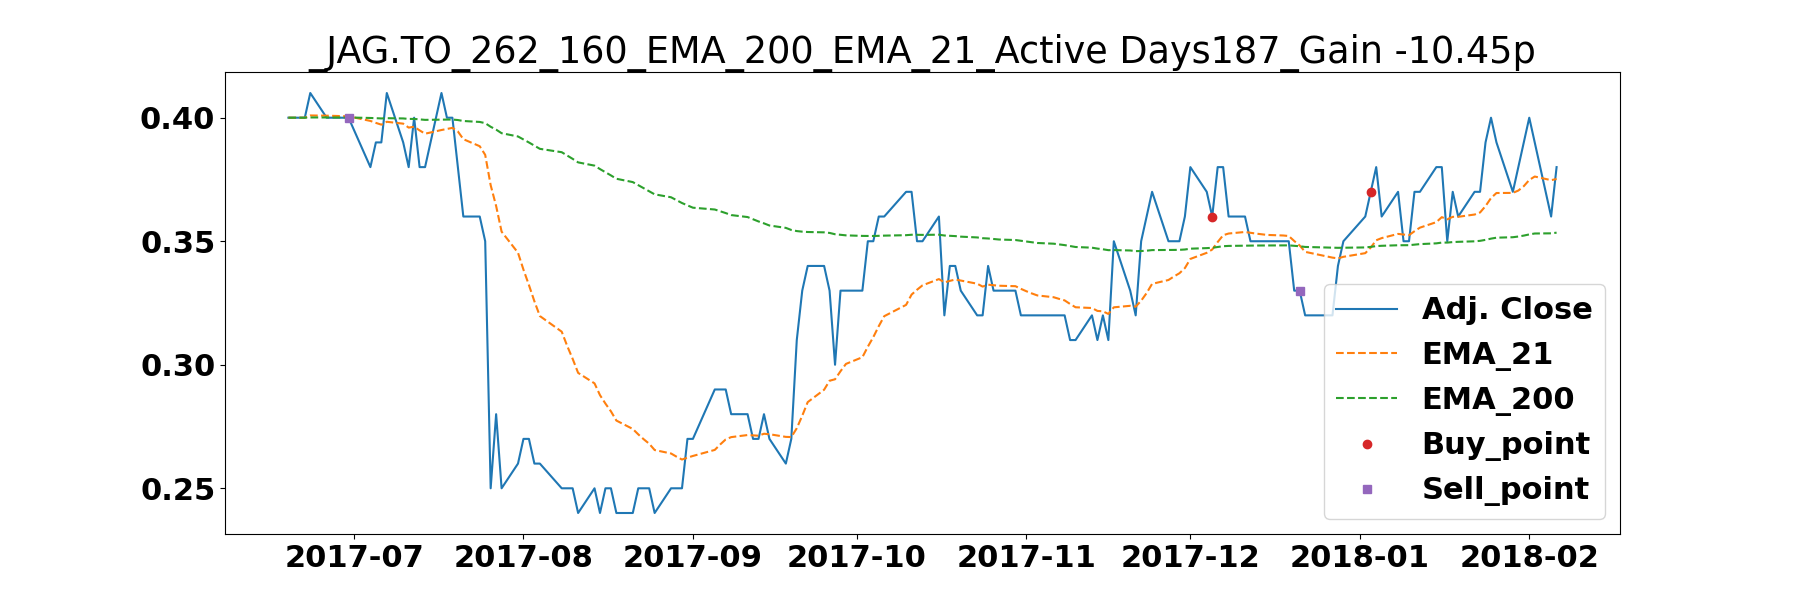 _JAG.TO_262_160_EMA_200_EMA_21_Active Days187_Gain -10.45p
0.40
0.35
0.30
0.25
Adj. Close
EMA_21
EMA_200
Buy_point
Sell_point
2017-07 2017-08 2017-09 2017-10 2017-11 2017-12 2018-01 2018-02